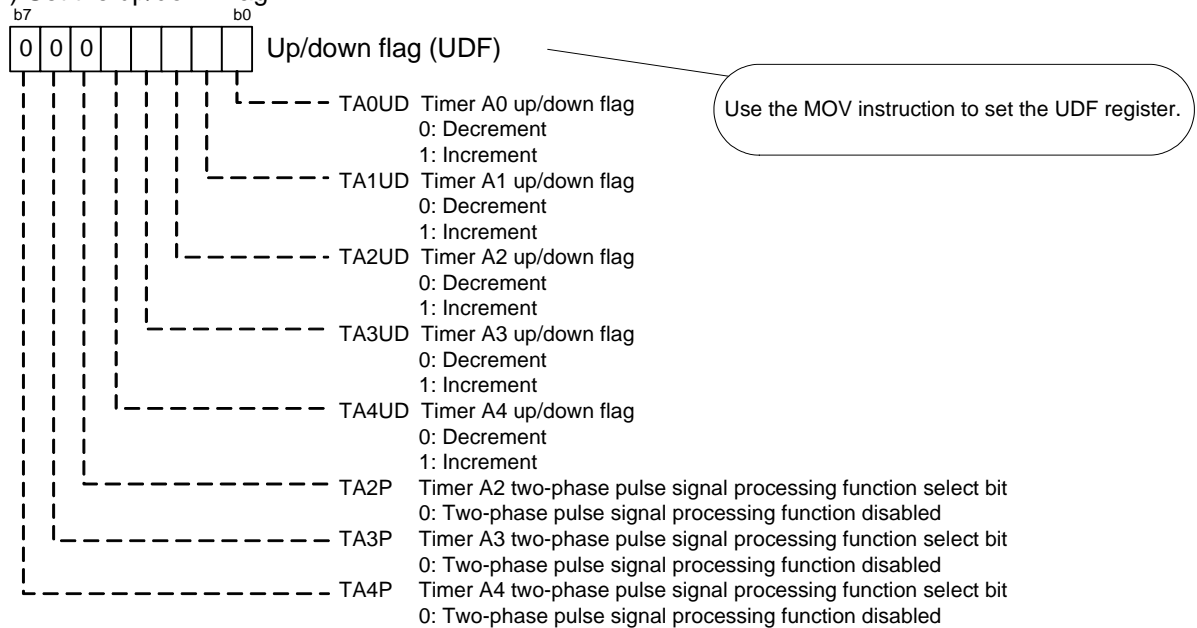 b7 b0
0 0 0 Up/down flag (UDF)
Use the MOV instruction to set the UDF register.
TA0UD Timer A0 up/down flag
0: Decrement
1: Increment
TA1UD Timer A1 up/down flag
0: Decrement
1: Increment
TA2UD Timer A2 up/down flag
0: Decrement
1: Increment
TA3UD Timer A3 up/down flag
0: Decrement
1: Increment
TA4UD Timer A4 up/down flag
0: Decrement
1: Increment
TA2P Timer A2 two-phase pulse signal processing function select bit
0: Two-phase pulse signal processing function disabled
TA3P Timer A3 two-phase pulse signal processing function select bit
0: Two-phase pulse signal processing function disabled
TA4P Timer A4 two-phase pulse signal processing function select bit
0: Two-phase pulse signal processing function disabled